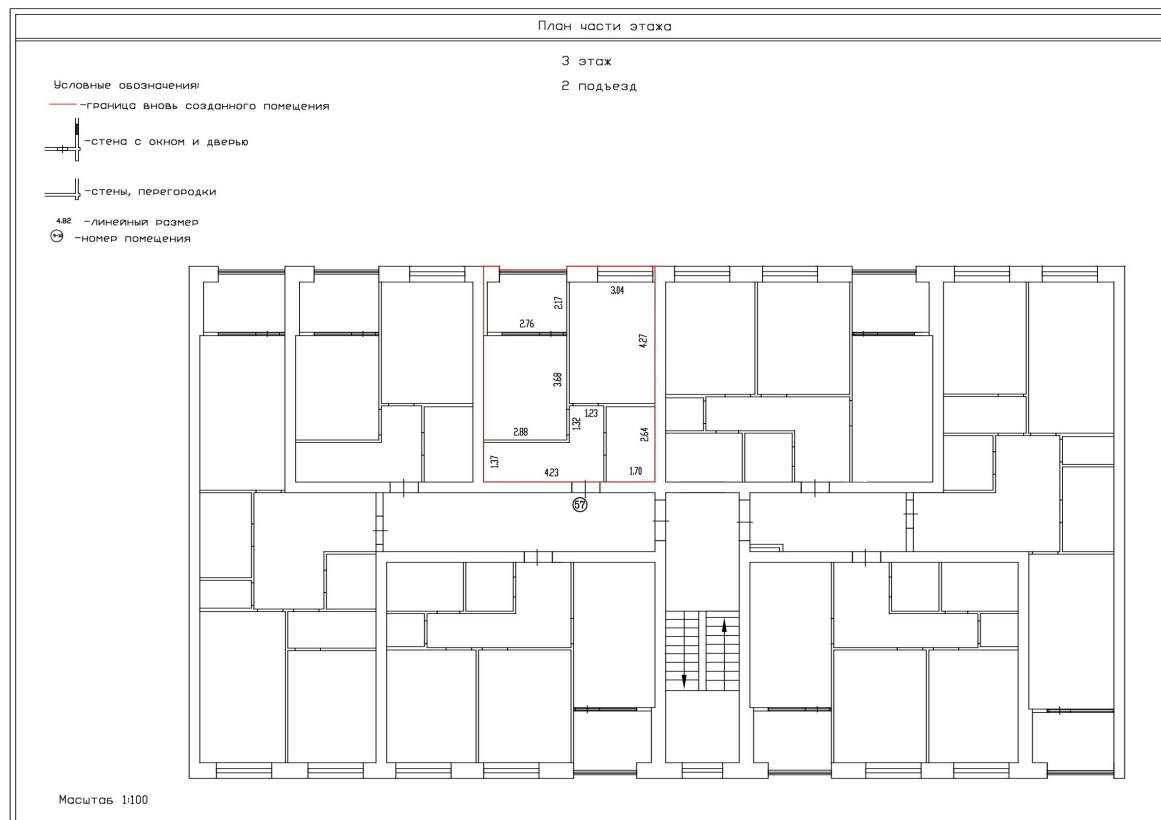 План части этажа
3 этаж
2 подъезд
Условные обозначения:
-граница вновь созданного помещения
-стена с окном и дверью
-стены, перегородки
4.82 -линейный размер
-номер помещения
3.04
2.17
2.76
4.27
3.68
1.23
1.32
2.88
2.64
1.37
4.23
1.70
57
Масштаб 1:100